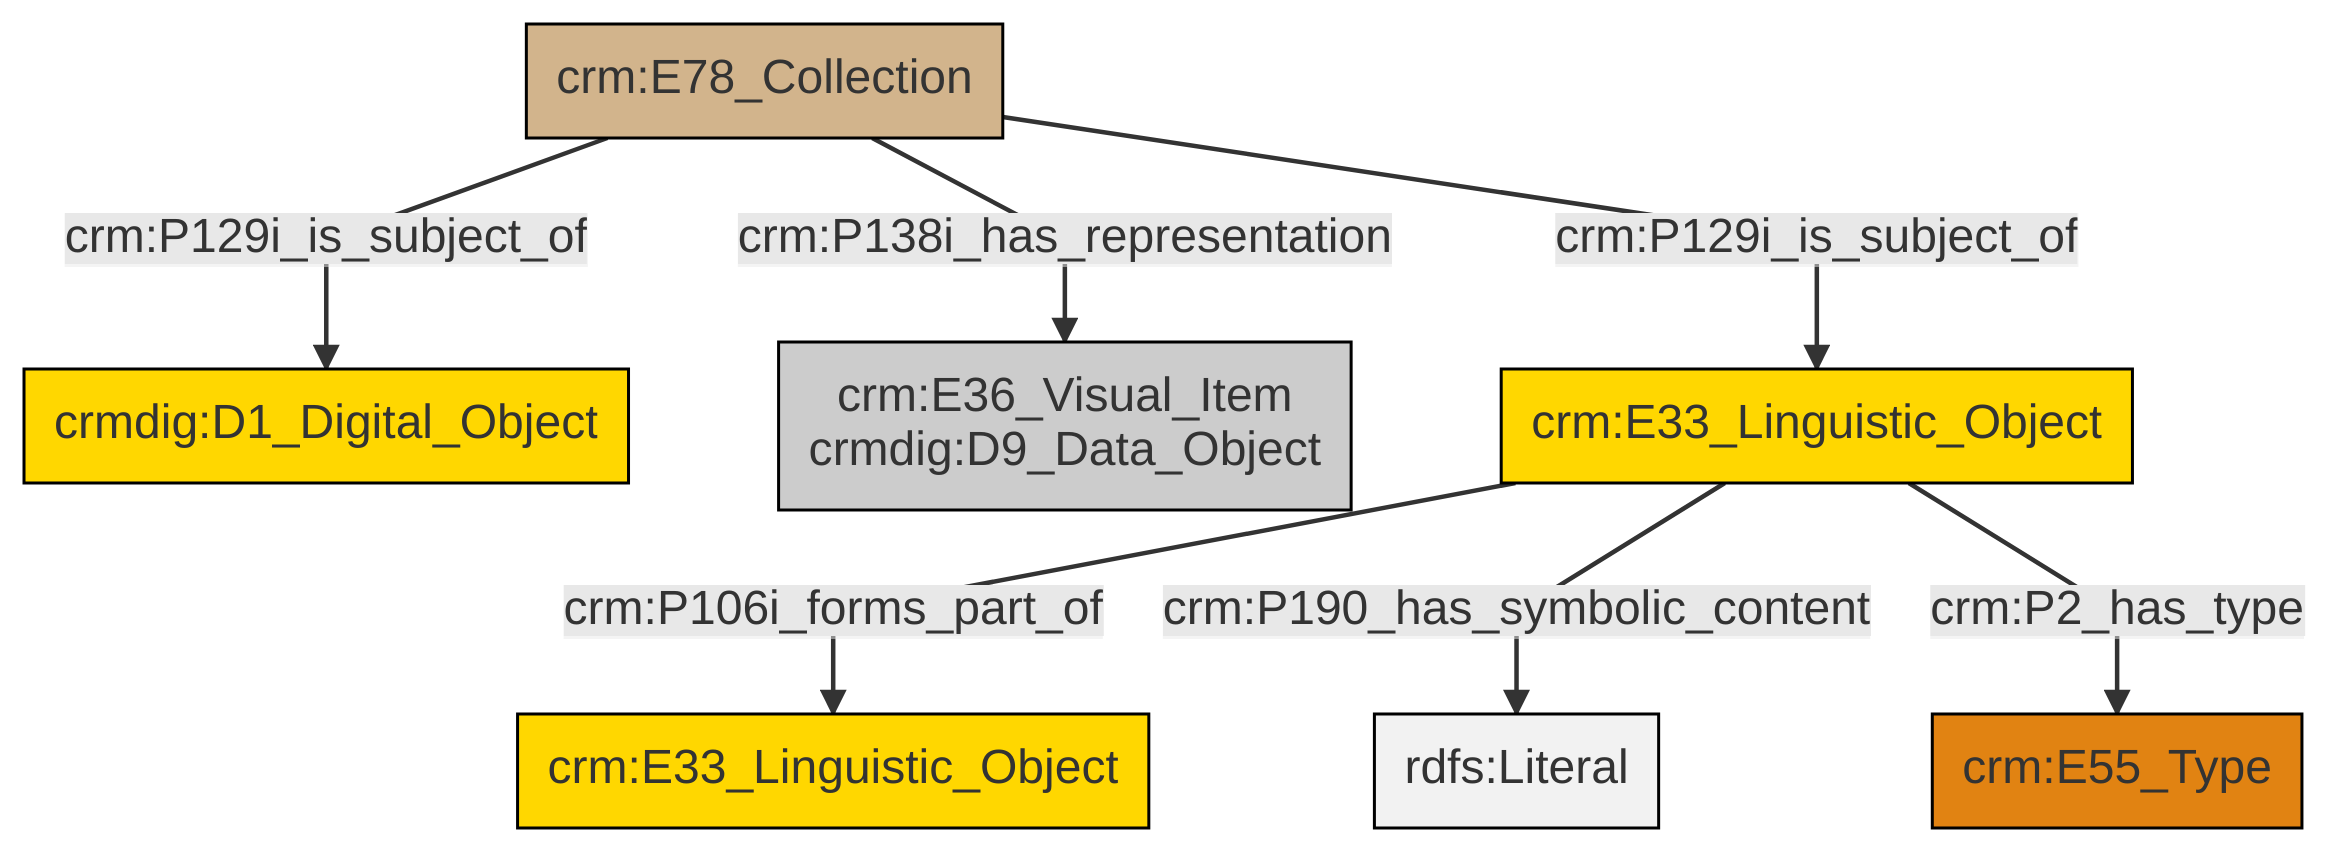 crm:E78_Collection
crm:P129i_is_subject_of
crm:P138i_has_representation
crm:P129i_is_subject_of
crmdig:D1_Digital_Object
crm:E36_Visual_Item
crmdig:D9_Data_Object
crm:E33_Linguistic_Object
crm:P106i_forms_part_of
crm:P190_has_symbolic_content
crm:P2_has_type
crm:E33_Linguistic_Object
rdfs:Literal
crm:E55_Type